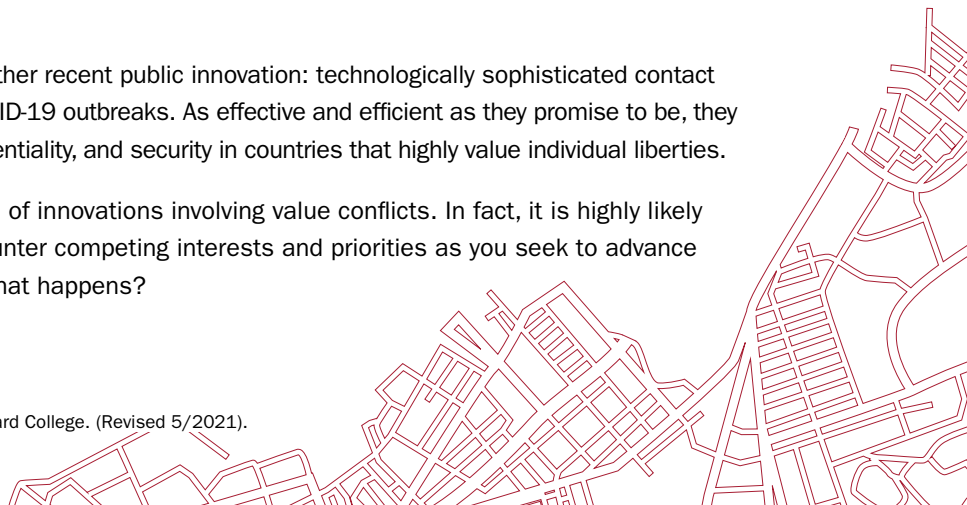 ther recent public innovation: technologically sophisticated contact
ID-19 outbreaks. As effective and efficient as they promise to be, they
entiality, and security in countries that highly value individual liberties.
of innovations involving value conflicts. In fact, it is highly likely
unter competing interests and priorities as you seek to advance
hat happens?
ard College. (Revised 5/2021).